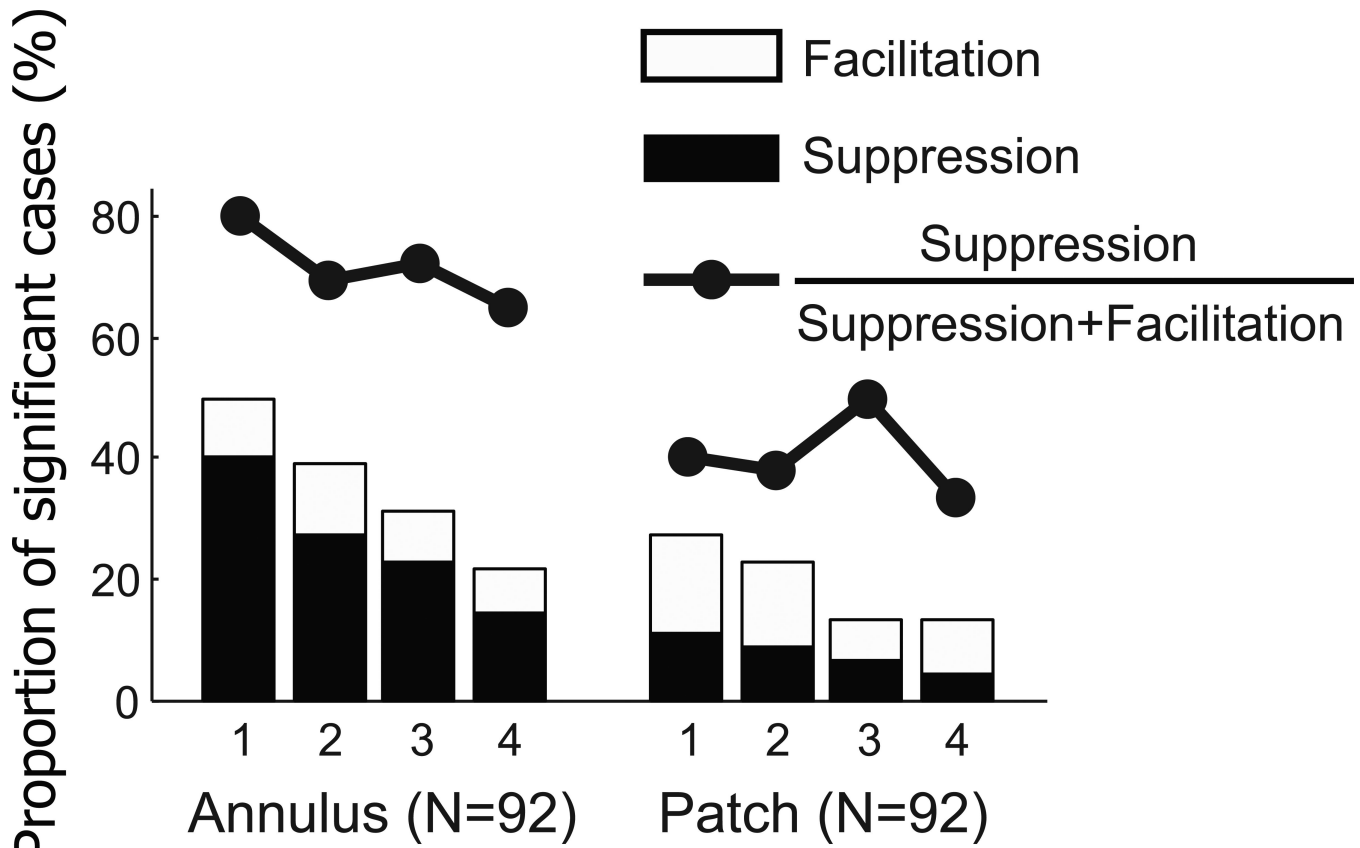 Proportion of significant cases (%)
Facilitation
Suppression
Suppression
Suppression+Facilitation
80
60
40
20
0
1 2 3 4 1 2 3 4
Annulus (N=92) Patch (N=92)